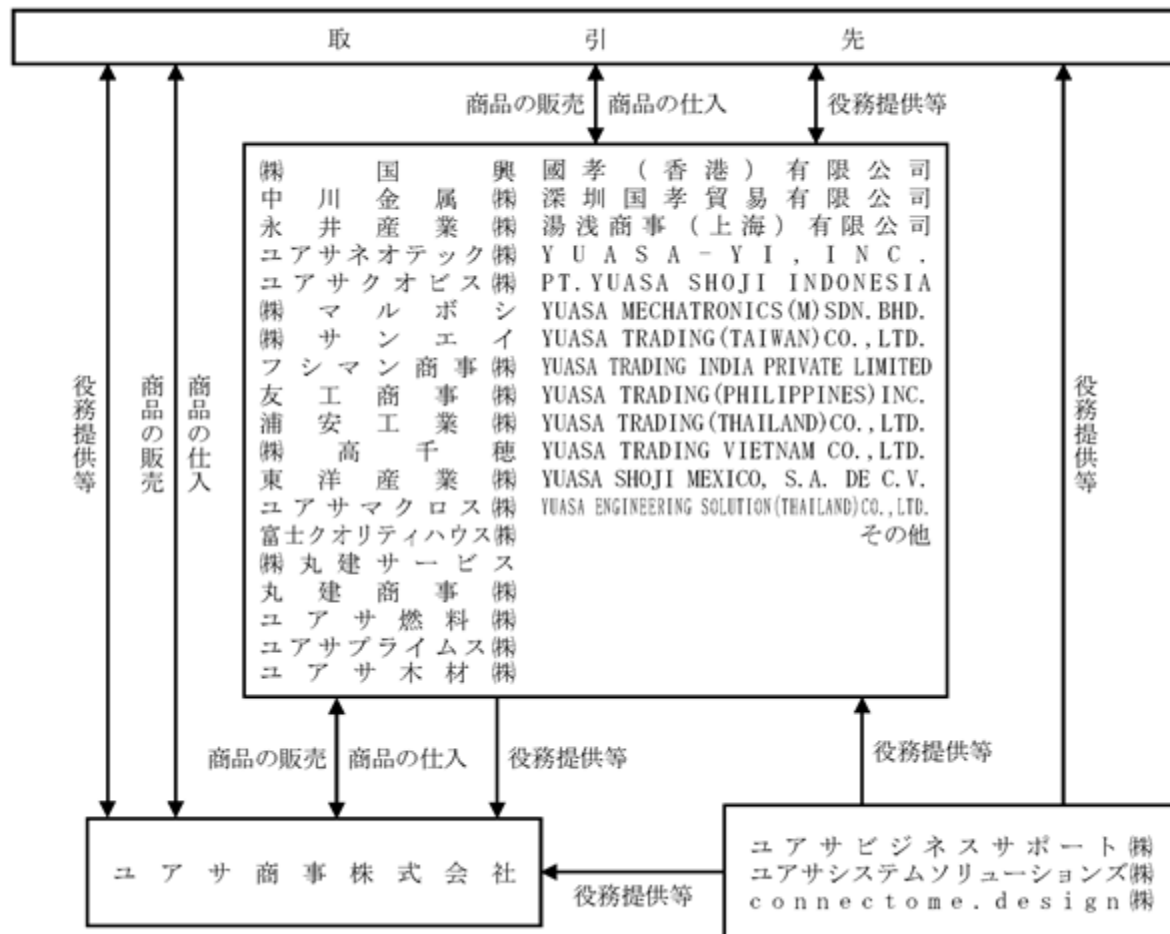 取引先
商品の販売 商品の仕入 役務提供等
㈱国興 國孝(香港)有限公司
中川金属㈱ 深圳国孝貿易有限公司
永井産業㈱ 湯浅商事(上海)有限公司
ユアサネオテック㈱ YUASA-YI, INC.
ユアサクオビス㈱ PT.YUASA SHOJI INDONESIA
㈱マルボシ YUASA MECHATRONICS(M)SDN.BHD.
㈱サンエイ YUASA TRADING(TAIWAN)CO.,LTD.
フシマン商事㈱ YUASA TRADING INDIA PRIVATE LIMITED
友工商事㈱ YUASA TRADING(PHILIPPINES)INC.
浦安工業㈱ YUASA TRADING(THAILAND)CO.,LTD.
㈱高千穂 YUASA TRADING VIETNAM CO.,LTD.
東洋産業㈱ YUASA SHOJI MEXICO, S.A. DE C.V.
ユアサマクロス㈱ YUASA ENGINEERING SOLUTION(THAILAND)CO.,LTD.
富士クオリティハウス㈱ その他
㈱丸建サービス
丸建商事㈱
ユアサ燃料㈱
ユアサプライムス㈱
ユアサ木材㈱
役務提供等
商品の販売
商品の仕入
役務提供等
商品の販売 商品の仕入 役務提供等
役務提供等
ユアサ商事株式会社
役務提供等
ユアサビジネスサポート㈱
ユアサシステムソリューションズ㈱
connectome.design㈱